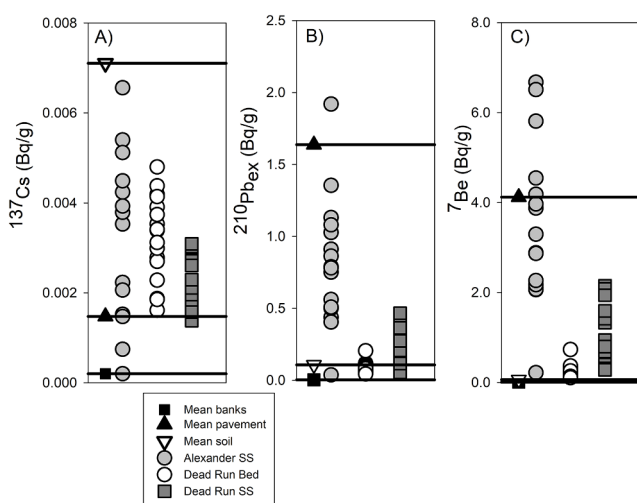 A)
137Cs (Bq/g)
0.008
0.006
0.004
0.002
0.000
B)
210Pbex (Bq/g)
2.5
2.0
1.5
1.0
0.5
0.0
C)
7Be (Bq/g)
8.0
6.0
4.0
2.0
0.0
Mean banks
Mean pavement
Mean soil
Alexander SS
Dead Run Bed
Dead Run SS